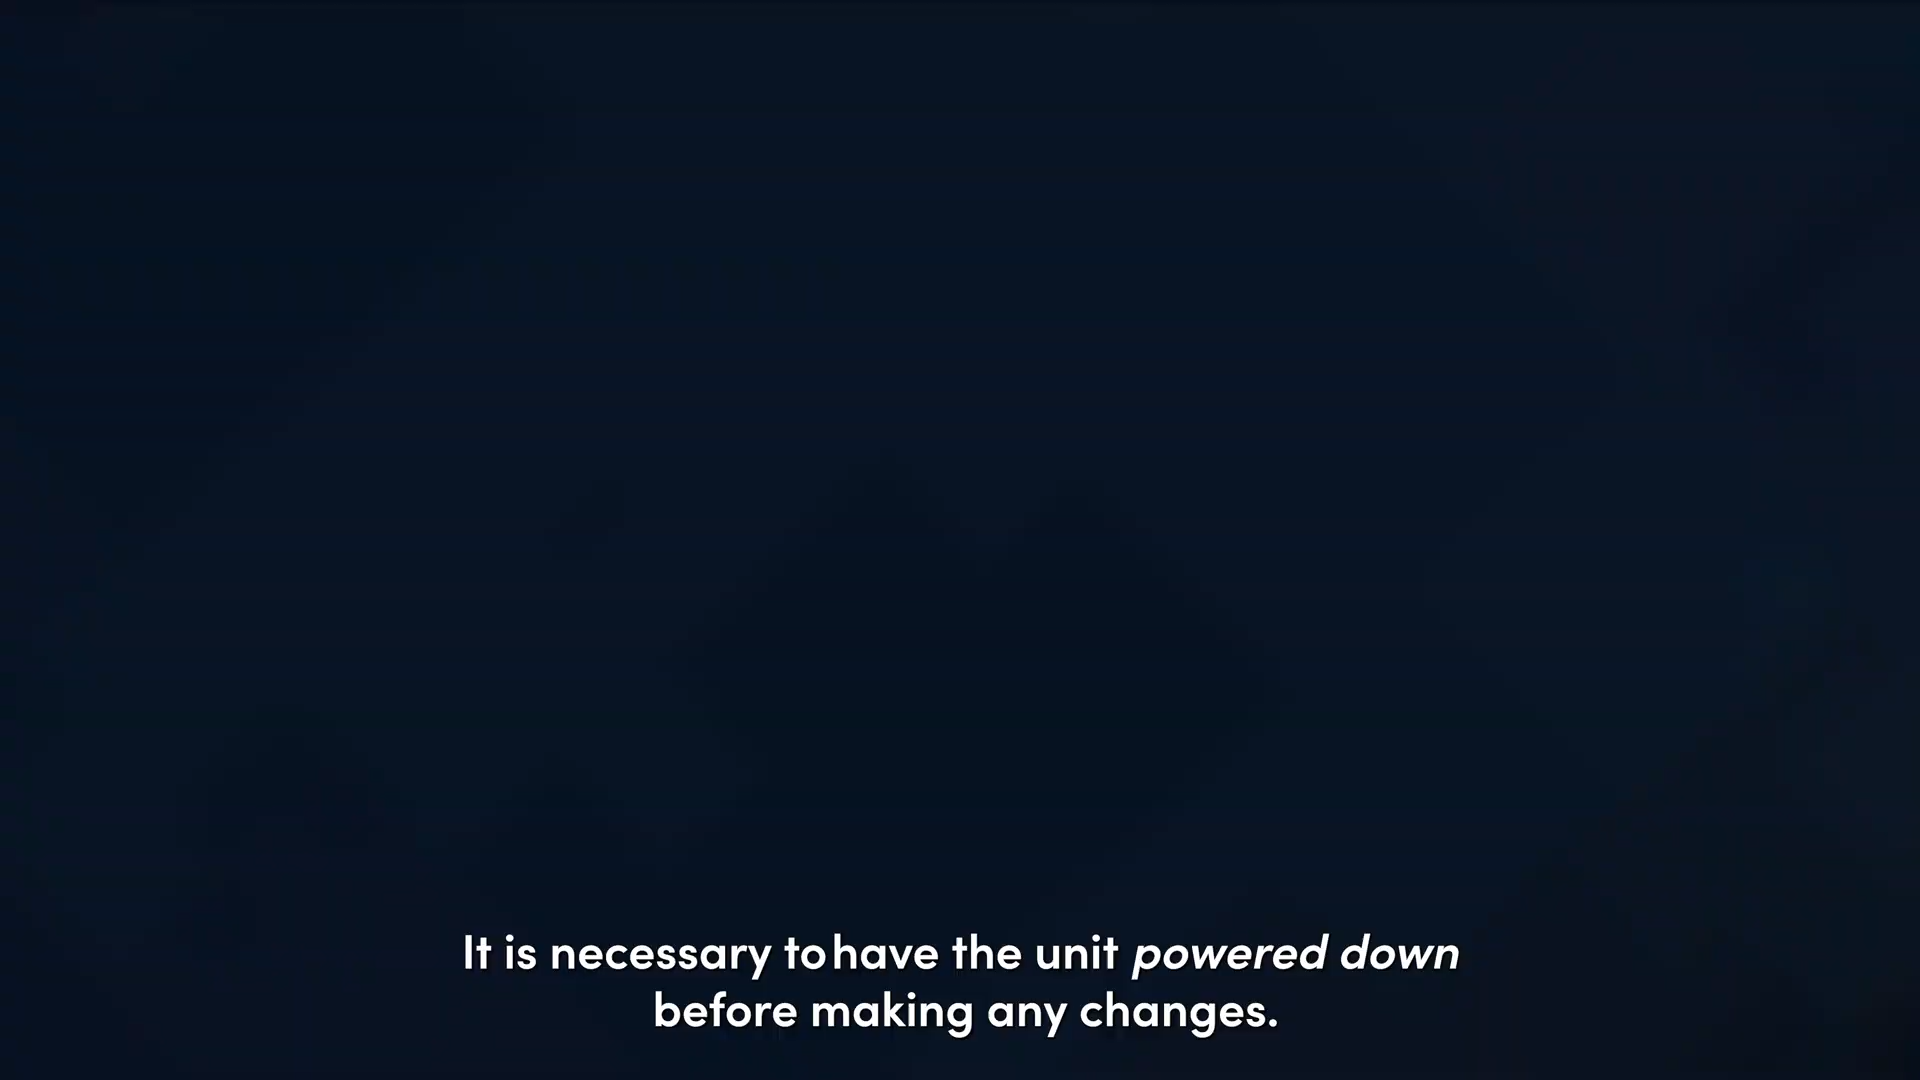 It is necessary to have the unit powered down
before making any changes.